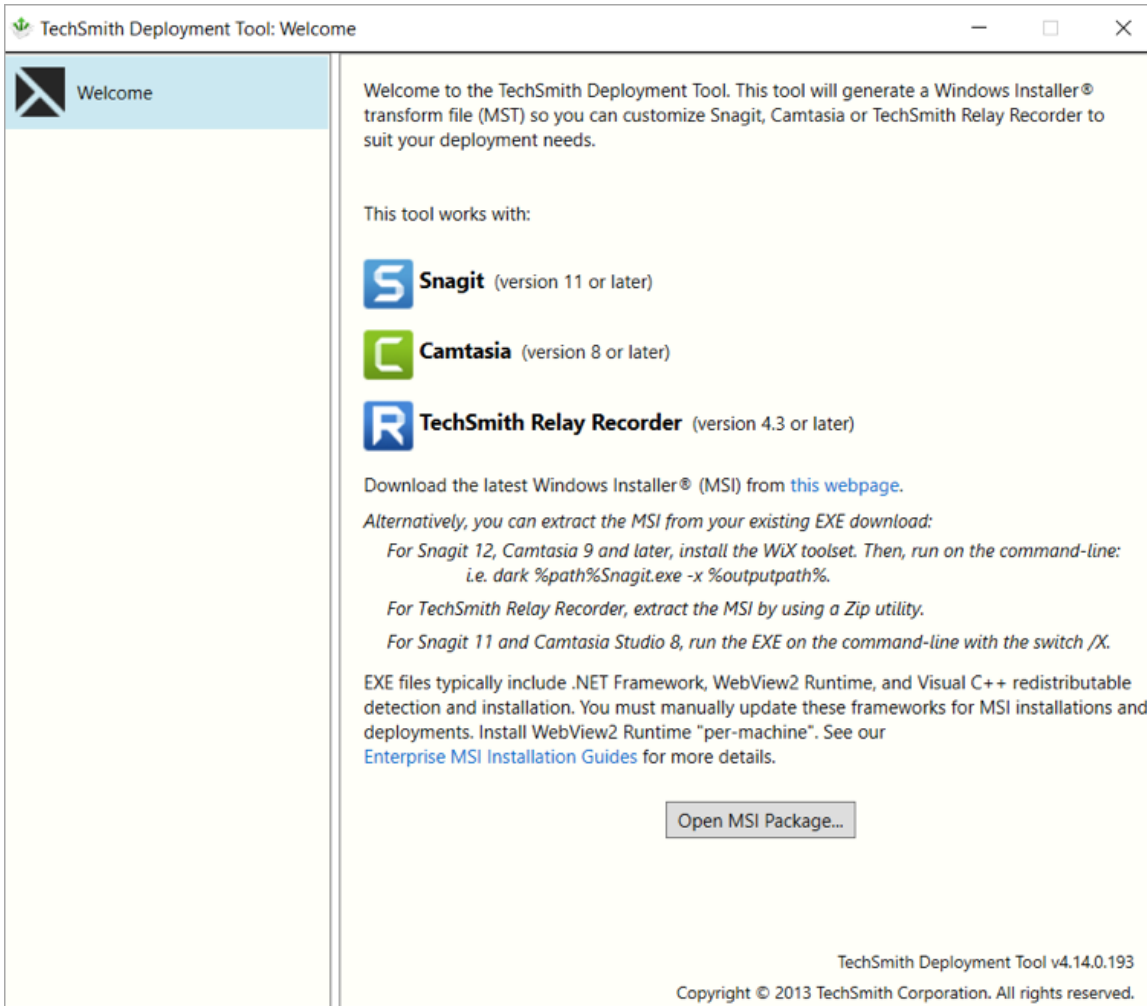 TechSmith Deployment Tool: Welcome
Welcome
Welcome to the TechSmith Deployment Tool. This tool will generate a Windows Installer®
transform file (MST) so you can customize Snagit, Camtasia or TechSmith Relay Recorder to
suit your deployment needs.
This tool works with:
Snagit (version 11 or later)
Camtasia (version 8 or later)
TechSmith Relay Recorder (version 4.3 or later)
Download the latest Windows Installer® (MSI) from this webpage.
Alternatively, you can extract the MSI from your existing EXE download:
For Snagit 12, Camtasia 9 and later, install the WiX toolset. Then, run on the command-line:
i.e. dark %path%Snagit.exe -x %outputpath%.
For TechSmith Relay Recorder, extract the MSI by using a Zip utility.
For Snagit 11 and Camtasia Studio 8, run the EXE on the command-line with the switch /X.
EXE files typically include .NET Framework, WebView2 Runtime, and Visual C++ redistributable
detection and installation. You must manually update these frameworks for MSI installations and
deployments. Install WebView2 Runtime "per-machine". See our
Enterprise MSI Installation Guides for more details.
Open MSI Package...
TechSmith Deployment Tool v4.14.0.193
Copyright © 2013 TechSmith Corporation. All rights reserved.